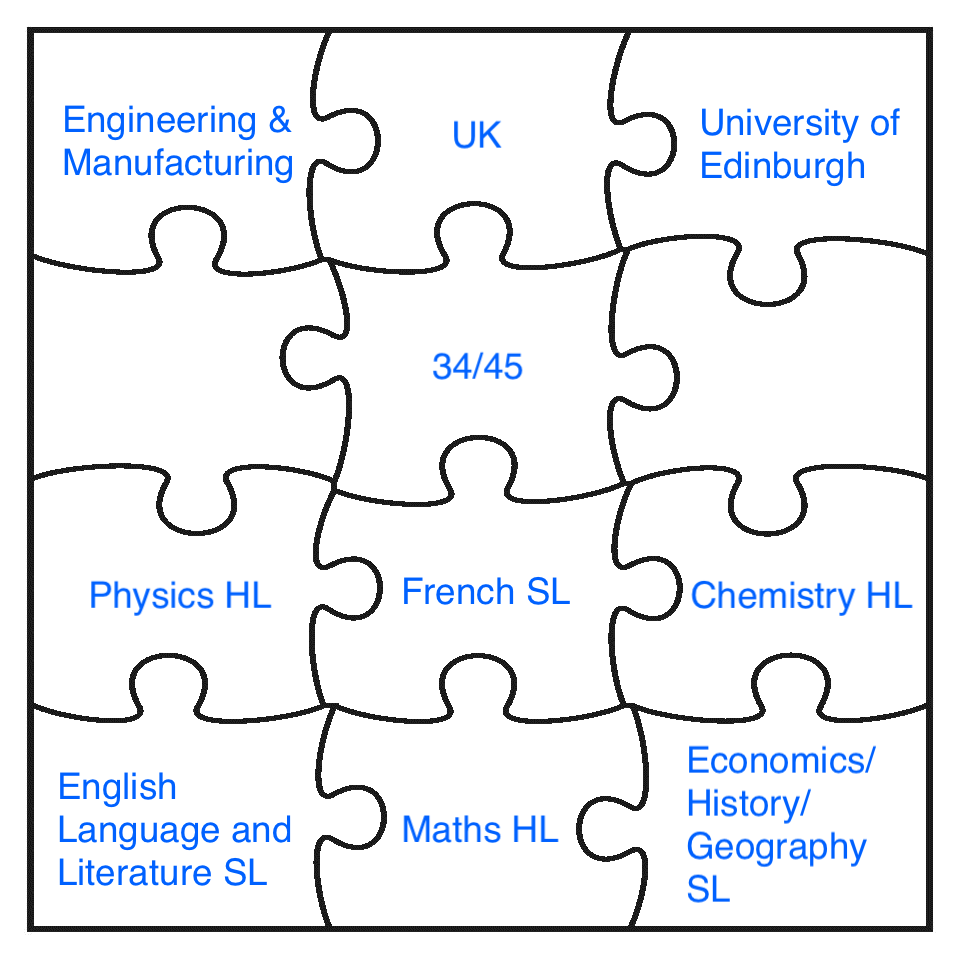 Engineering &
Manufacturing
UK
University of
Edinburgh
34/45
Physics HL
French SL
Chemistry HL
English
Language and
Literature SL
Maths HL
Economics/
History/
Geography
SL